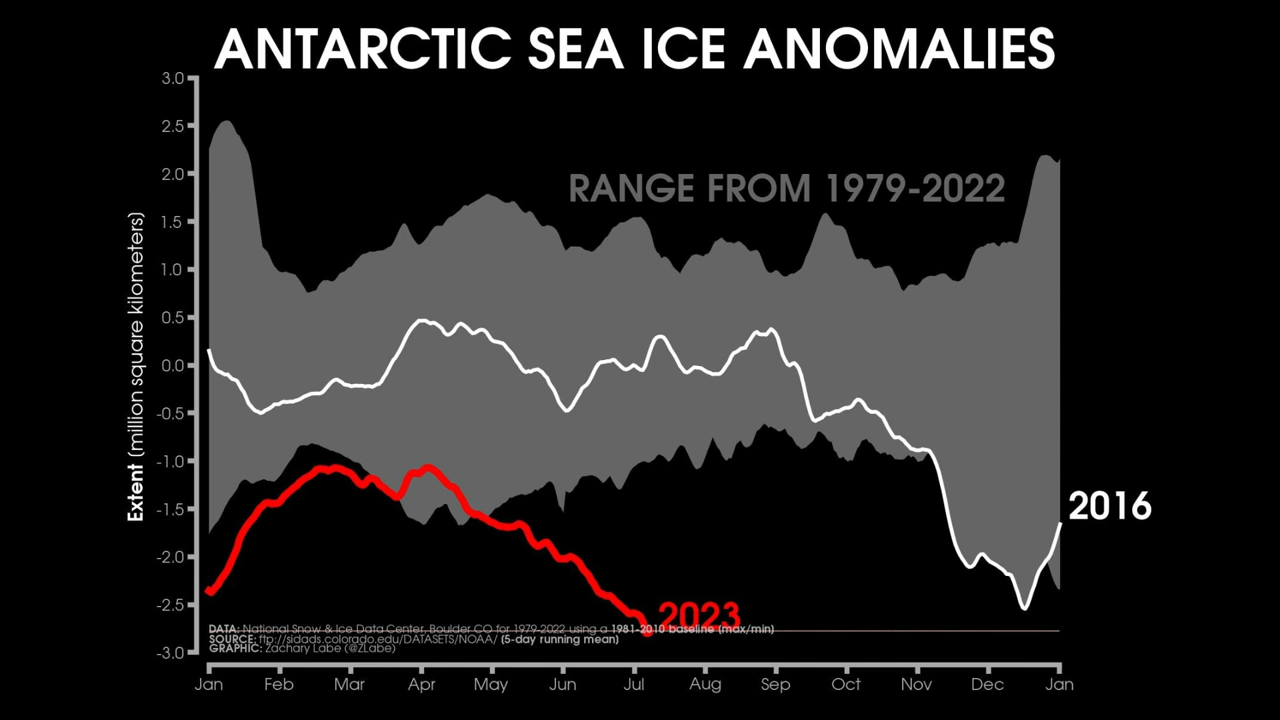 ANTARCTIC SEA ICE ANOMALIES
3.0
2.5
2.0
RANGE FROM 1979-2022
1.5
1.0
0.5
0.0
-0.5
-1.0
-1.5
-2.0
-2.5
-3.0
Extent (million square kilometers)
2016
2023
DATA: National Snow & Ice Data Center, Boulder CO for 1979-2022 using a 1981-2010 baseline (max/min)
SOURCE: ftp://sidads.colorado.edu/DATASETS/NOAA/ (5-day running mean)
GRAPHIC: Zachary Labe (@ZLabe)
Jan Feb Mar Apr May Jun Jul Aug Sep Oct Nov Dec Jan